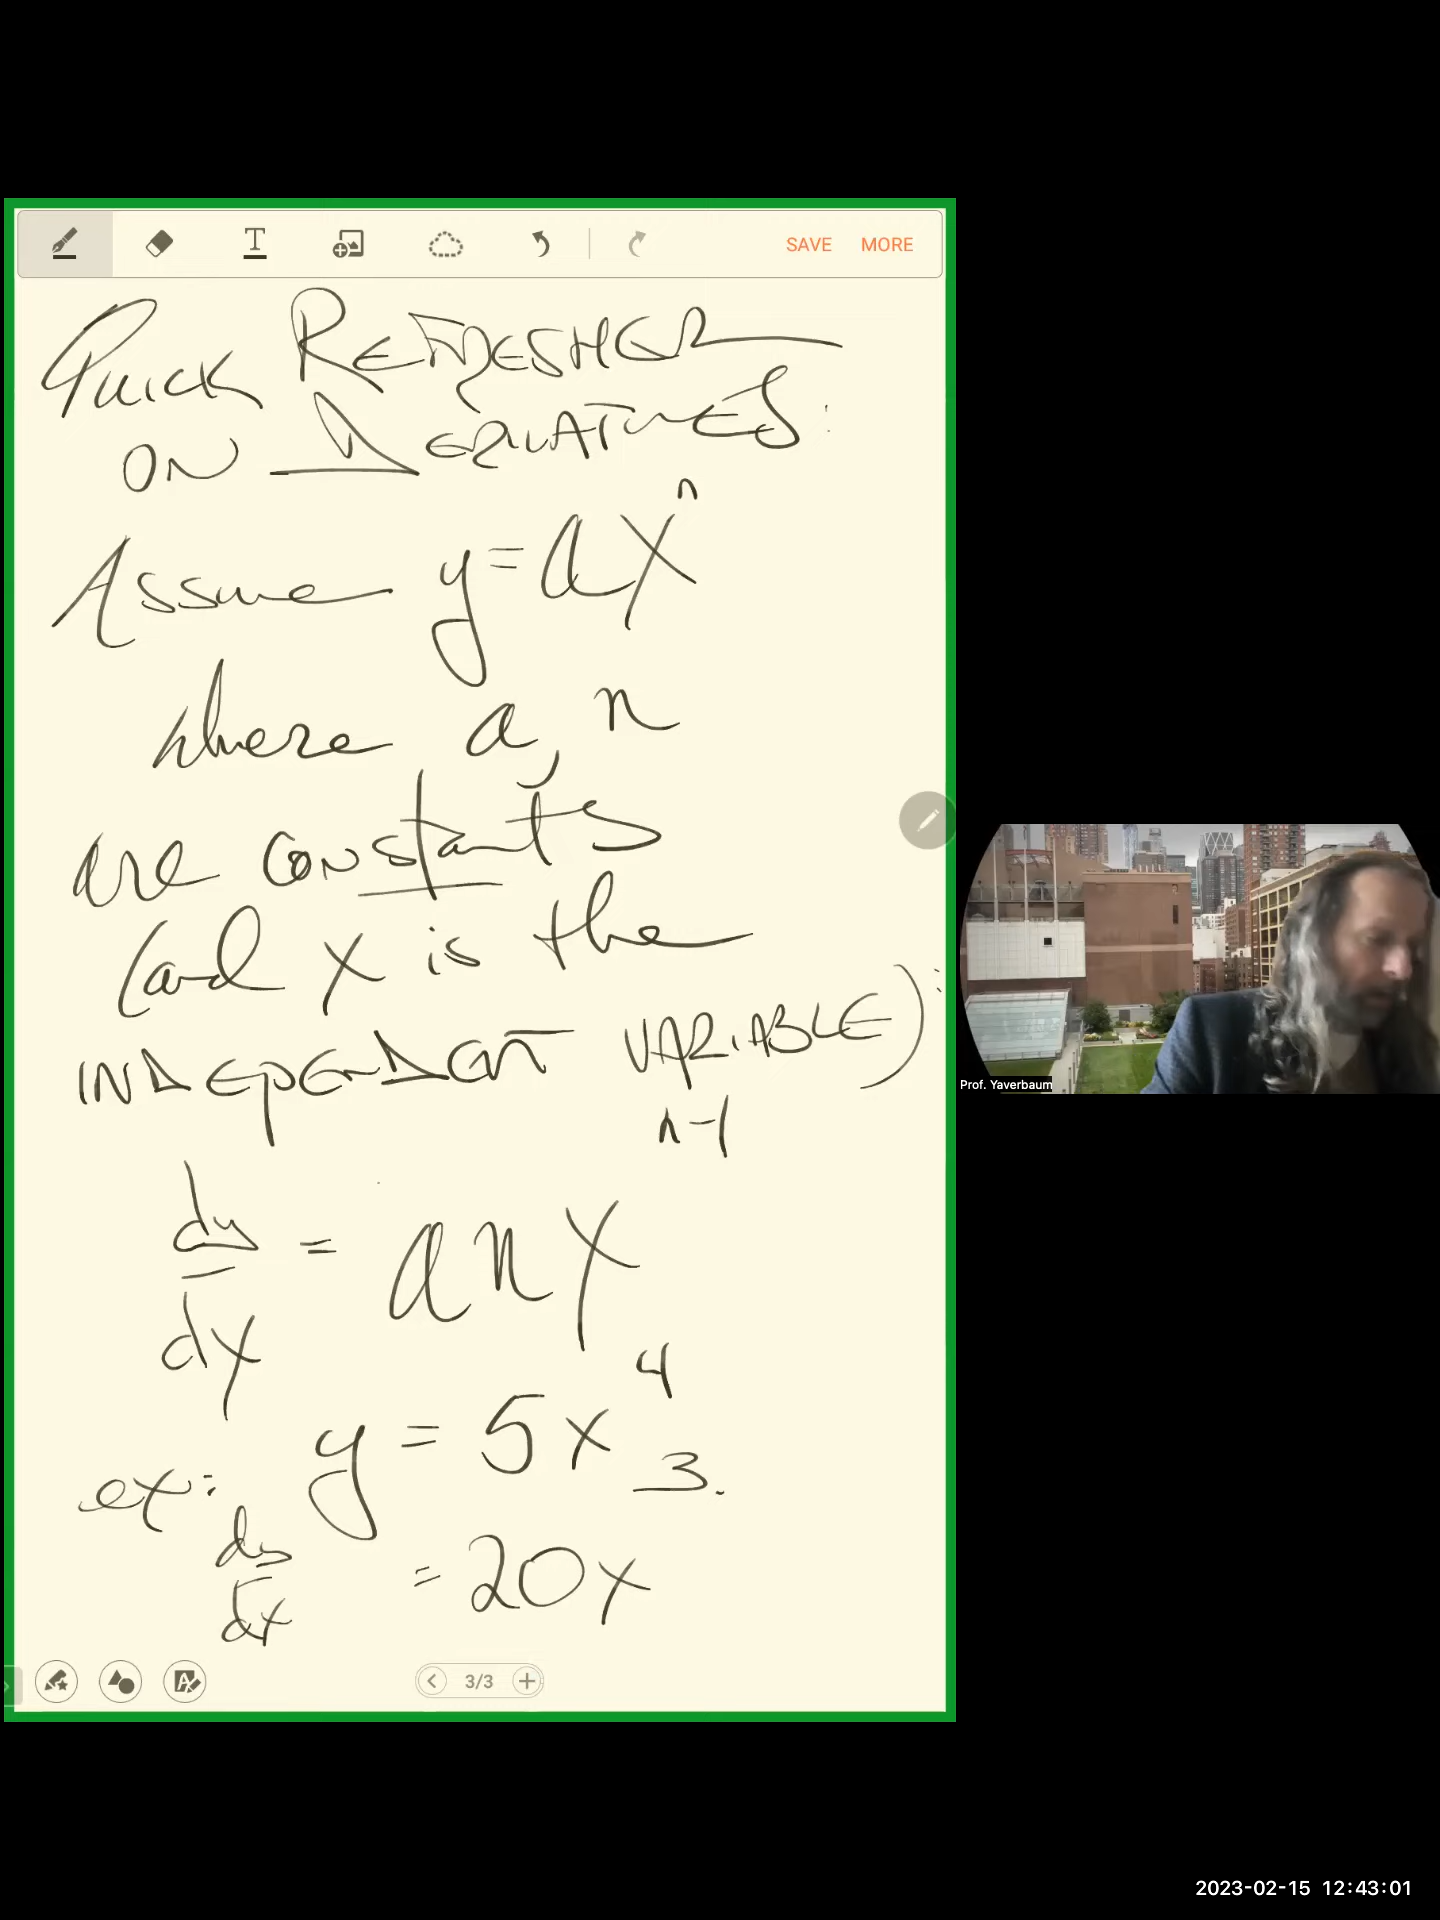 T SAVE MORE
QUICK REFRESHER
ON DERIVATIVES:
Assume y = ax^n
where a, n
are constants
(and x is the
INDEPENDENT VARIABLE):
dy/dx = anx^(n-1)
ex: y = 5x^4
dy/dx = 20x^3.
3/3
Prof. Yaverbaum
2023-02-15 12:43:01